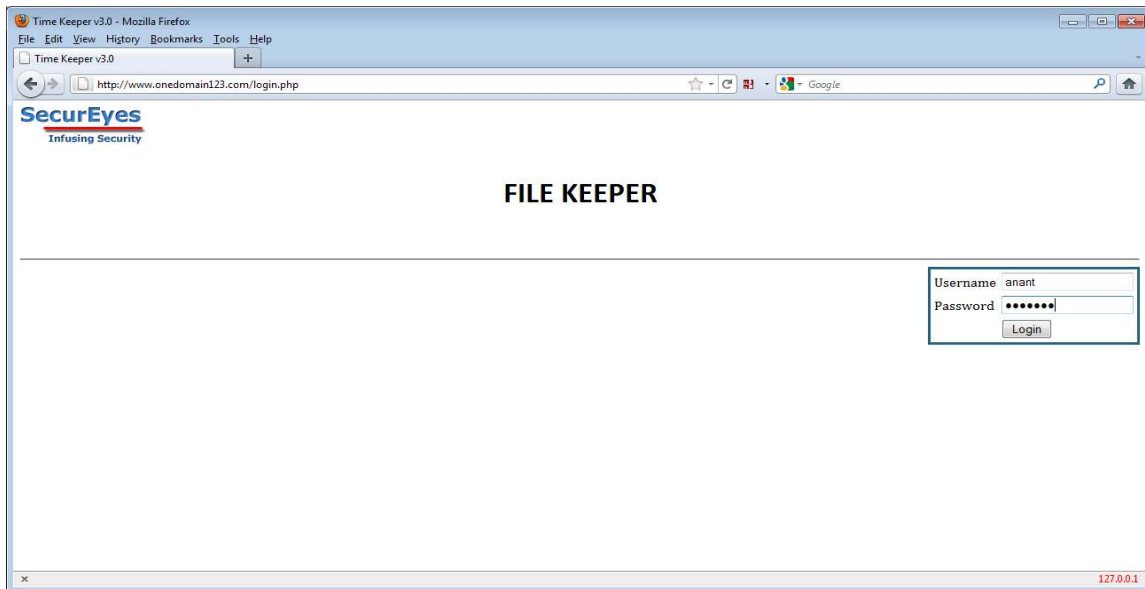 Time Keeper v3.0 - Mozilla Firefox
File Edit View History Bookmarks Tools Help
Time Keeper v3.0 +
http://www.onedomain123.com/login.php Google
SecurEyes
Infusing Security
FILE KEEPER
Username anant
Password •••••••
Login
× 127.0.0.1